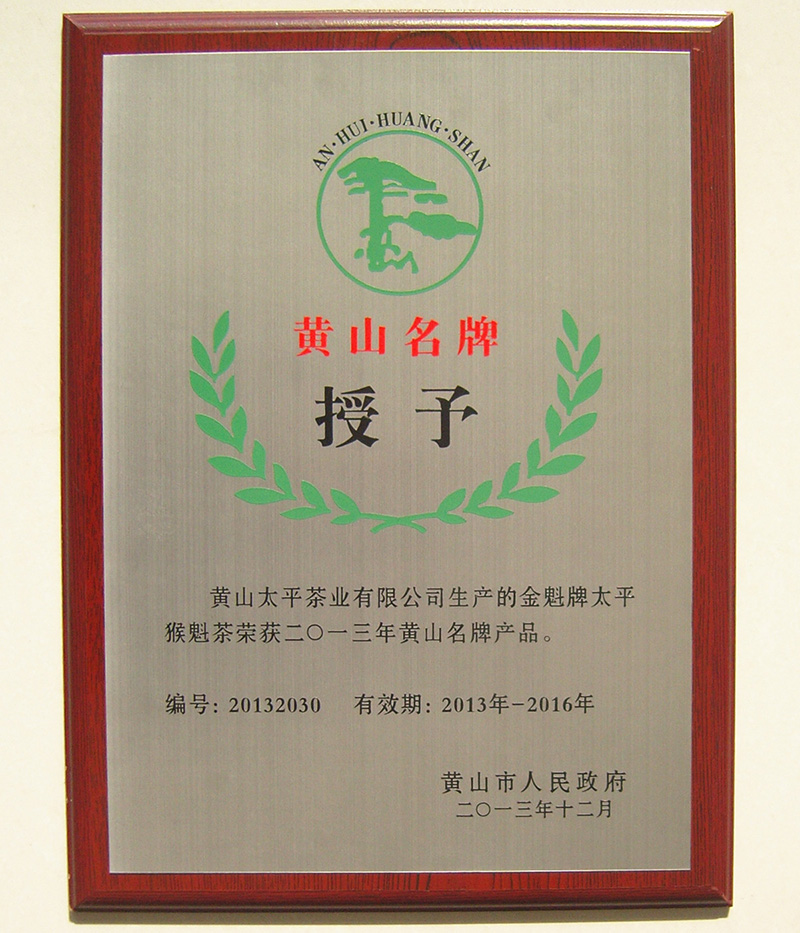 AN·HUI·HUANG·SHAN
黄山名牌
授予
黄山太平茶业有限公司生产的金魁牌太平
猴魁茶荣获二〇一三年黄山名牌产品。
编号: 20132030 有效期: 2013年-2016年
黄山市人民政府
二〇一三年十二月